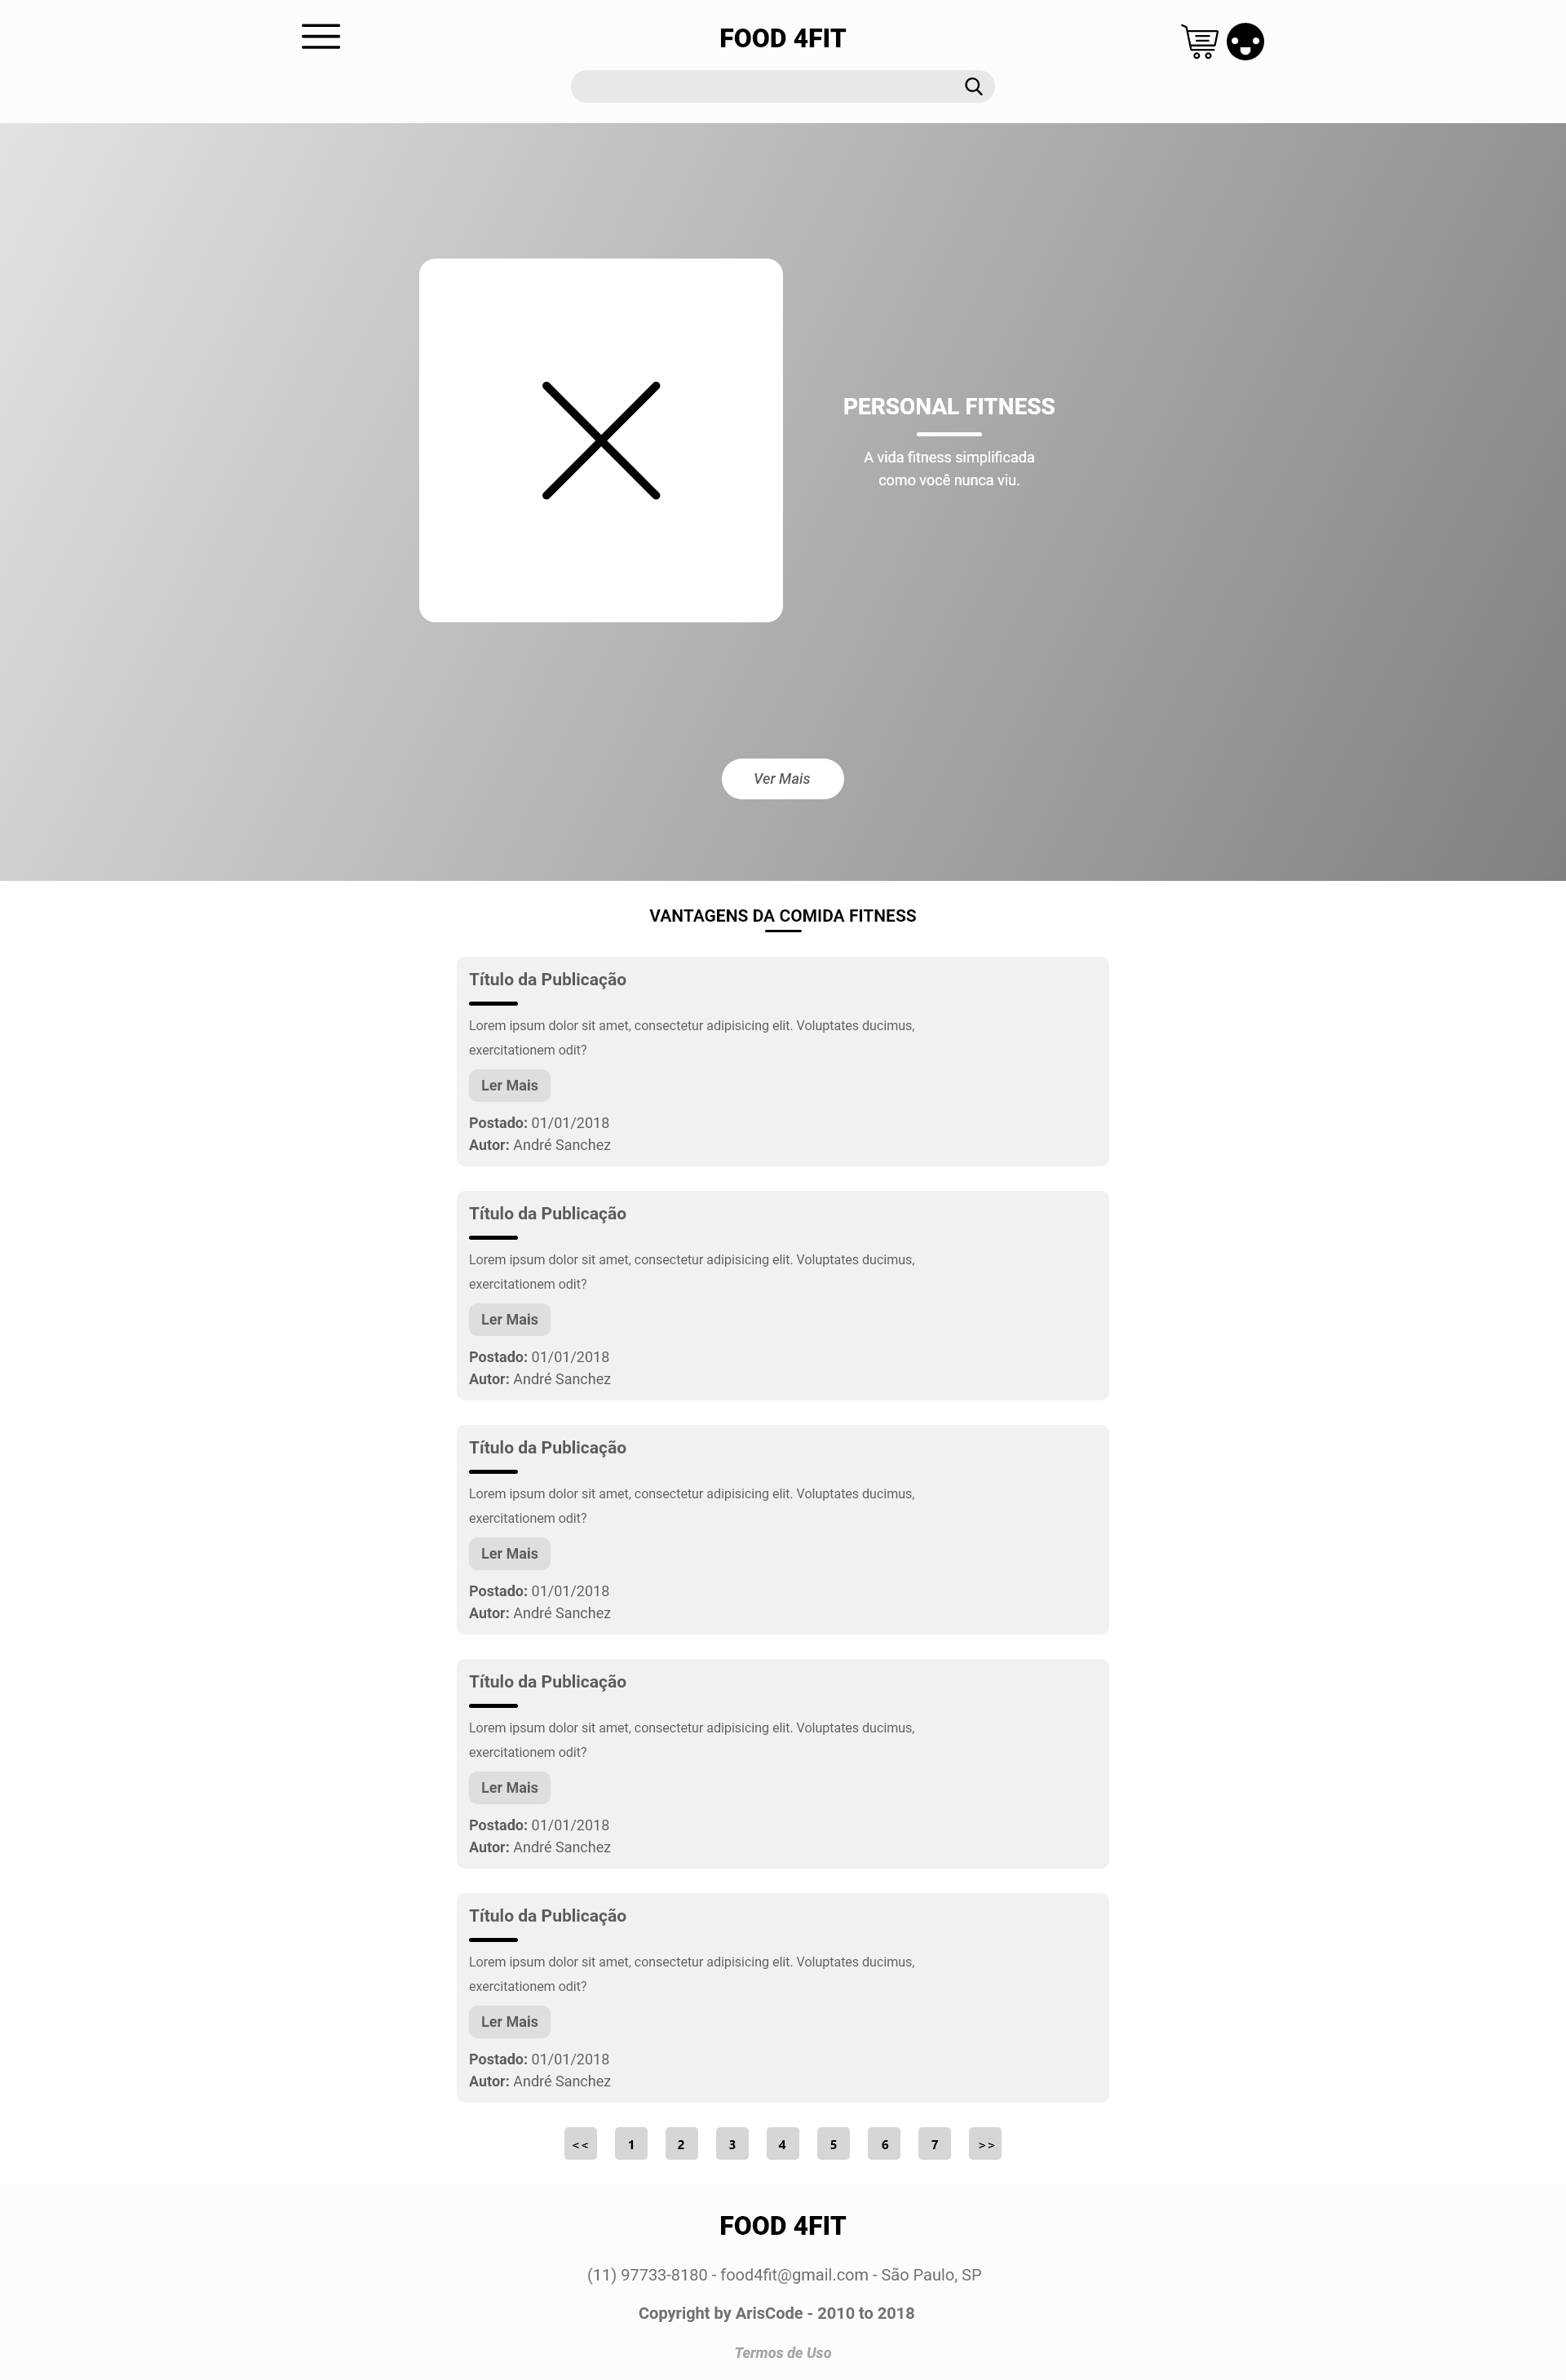 FOOD 4FIT
PERSONAL FITNESS
A vida fitness simplificada
como você nunca viu.
Ver Mais
VANTAGENS DA COMIDA FITNESS
Título da Publicação
Lorem ipsum dolor sit amet, consectetur adipisicing elit. Voluptates ducimus,
exercitationem odit?
Ler Mais
Postado: 01/01/2018
Autor: André Sanchez
Título da Publicação
Lorem ipsum dolor sit amet, consectetur adipisicing elit. Voluptates ducimus,
exercitationem odit?
Ler Mais
Postado: 01/01/2018
Autor: André Sanchez
Título da Publicação
Lorem ipsum dolor sit amet, consectetur adipisicing elit. Voluptates ducimus,
exercitationem odit?
Ler Mais
Postado: 01/01/2018
Autor: André Sanchez
Título da Publicação
Lorem ipsum dolor sit amet, consectetur adipisicing elit. Voluptates ducimus,
exercitationem odit?
Ler Mais
Postado: 01/01/2018
Autor: André Sanchez
Título da Publicação
Lorem ipsum dolor sit amet, consectetur adipisicing elit. Voluptates ducimus,
exercitationem odit?
Ler Mais
Postado: 01/01/2018
Autor: André Sanchez
<< 1 2 3 4 5 6 7 >>
FOOD 4FIT
(11) 97733-8180 - food4fit@gmail.com - São Paulo, SP
Copyright by ArisCode - 2010 to 2018
Termos de Uso